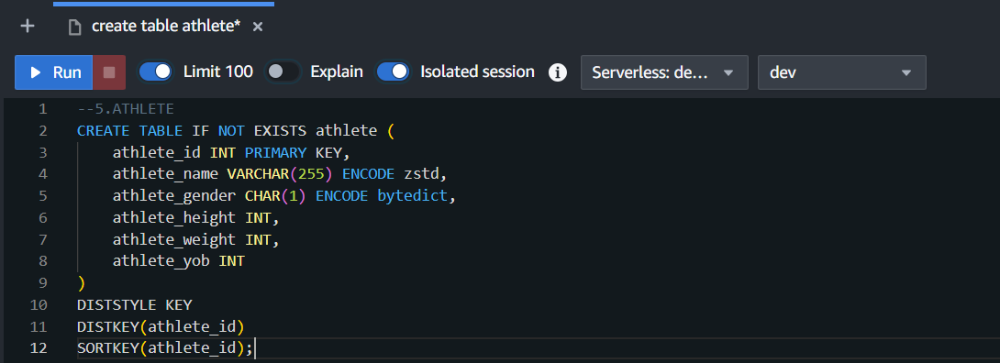 create table athlete*
Run Limit 100 Explain Isolated session Serverless: de... dev
1 --5.ATHLETE
2 CREATE TABLE IF NOT EXISTS athlete (
3 athlete_id INT PRIMARY KEY,
4 athlete_name VARCHAR(255) ENCODE zstd,
5 athlete_gender CHAR(1) ENCODE bytedict,
6 athlete_height INT,
7 athlete_weight INT,
8 athlete_yob INT
9 )
10 DISTSTYLE KEY
11 DISTKEY(athlete_id)
12 SORTKEY(athlete_id);